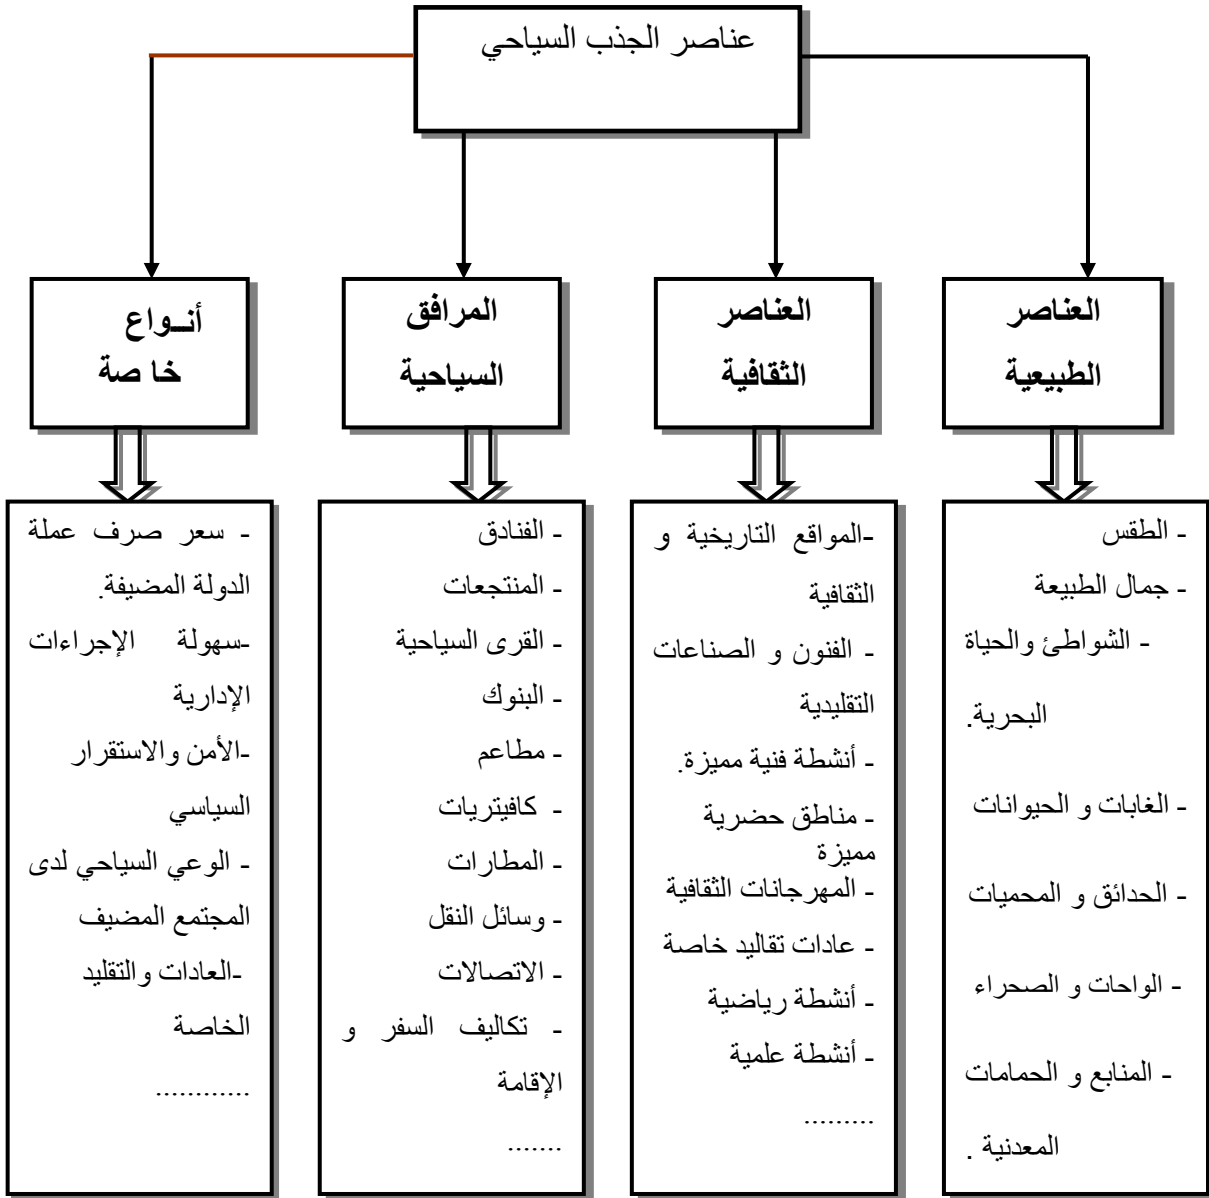 عناصر الجذب السياحي
العناصر
الطبيعية
العناصر
الثقافية
المرافق
السياحية
أنـواع
خا صة
- الطقس
- جمال الطبيعة
- الشواطئ والحياة
البحرية.
- الغابات و الحيوانات
- الحدائق و المحميات
- الواحات و الصحراء
- المنابع و الحمامات
المعدنية .
-المواقع التاريخية و
الثقافية
- الفنون و الصناعات
التقليدية
- أنشطة فنية مميزة.
- مناطق حضرية
مميزة
- المهرجانات الثقافية
- عادات تقاليد خاصة
- أنشطة رياضية
- أنشطة علمية
.........
- الفنادق
- المنتجعات
- القرى السياحية
- البنوك
- مطاعم
- كافيتريات
- المطارات
- وسائل النقل
- الاتصالات
- تكاليف السفر و
الإقامة
.......
- سعر صرف عملة
الدولة المضيفة.
-سهولة الإجراءات
الإدارية
-الأمن والاستقرار
السياسي
- الوعي السياحي لدى
المجتمع المضيف
-العادات والتقليد
الخاصة
............